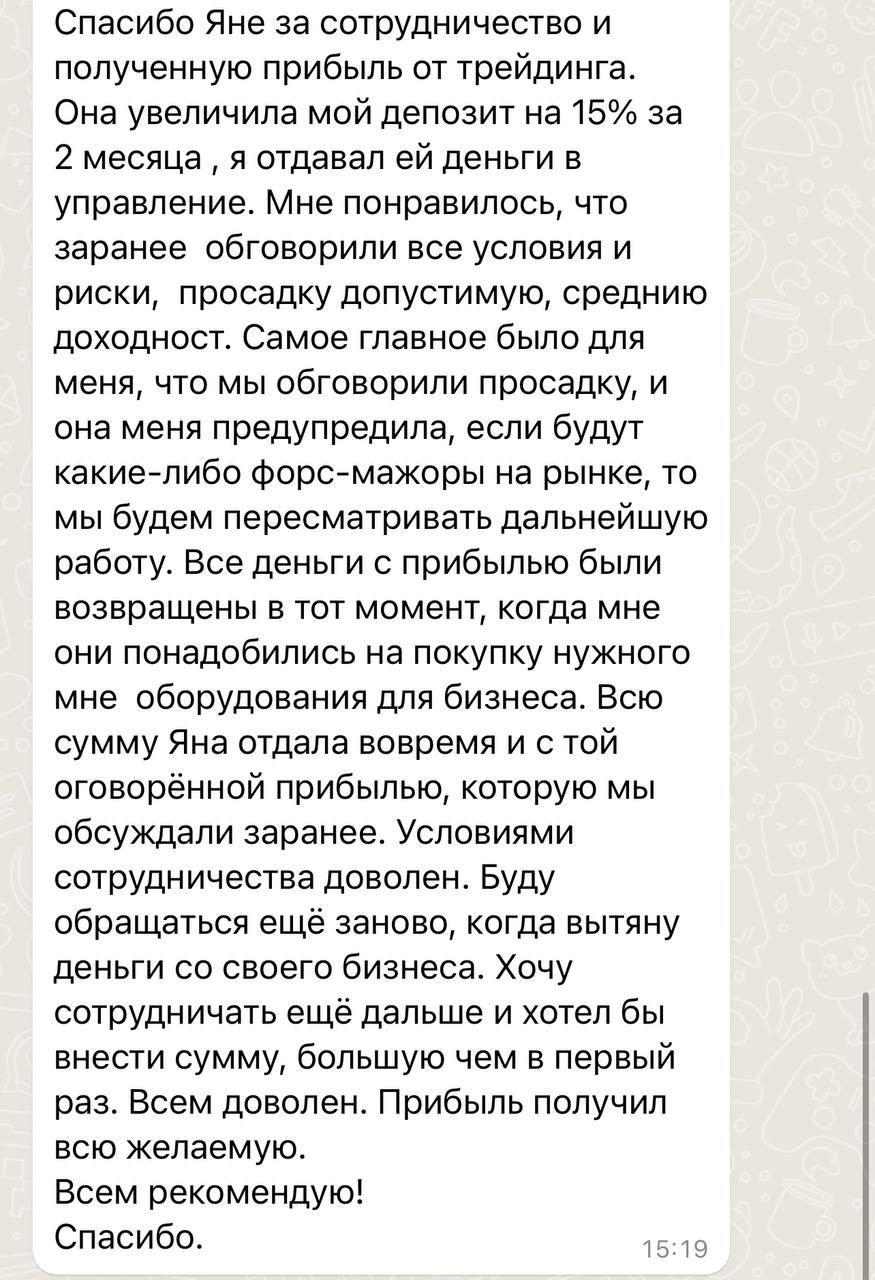 Спасибо Яне за сотрудничество и
полученную прибыль от трейдинга.
Она увеличила мой депозит на 15% за
2 месяца , я отдавал ей деньги в
управление. Мне понравилось, что
заранее  обговорили все условия и
риски,  просадку допустимую, среднию
доходност. Самое главное было для
меня, что мы обговорили просадку, и
она меня предупредила, если будут
какие-либо форс-мажоры на рынке, то
мы будем пересматривать дальнейшую
работу. Все деньги с прибылью были
возвращены в тот момент, когда мне
они понадобились на покупку нужного
мне  оборудования для бизнеса. Всю
сумму Яна отдала вовремя и с той
оговорённой прибылью, которую мы
обсуждали заранее. Условиями
сотрудничества доволен. Буду
обращаться ещё заново, когда вытяну
деньги со своего бизнеса. Хочу
сотрудничать ещё дальше и хотел бы
внести сумму, большую чем в первый
раз. Всем доволен. Прибыль получил
всю желаемую.
Всем рекомендую!
Спасибо.
15:19